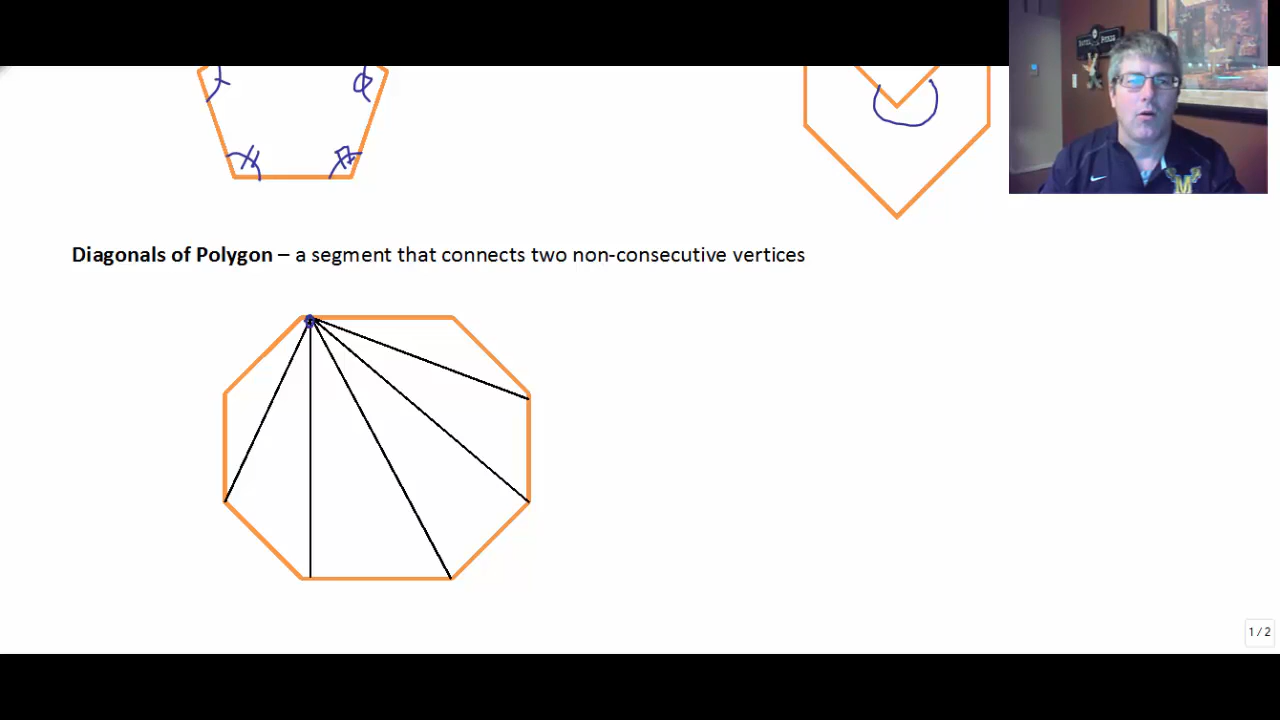 Diagonals of Polygon – a segment that connects two non-consecutive vertices
M
1 / 2